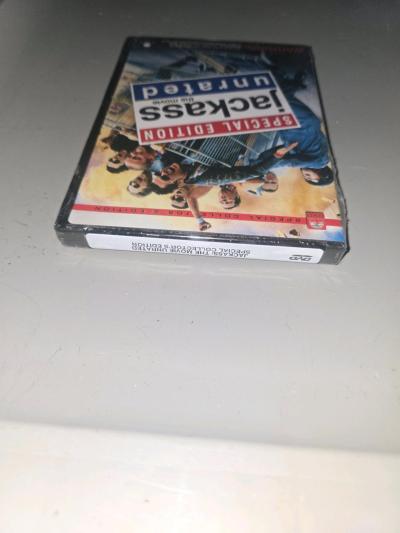 SPECIAL EDITION
jackass
the movie
unrated
SPECIAL COLLECTOR'S EDITION
DVD
JACKASS: THE MOVIE UNRATED
SPECIAL COLLECTOR'S EDITION